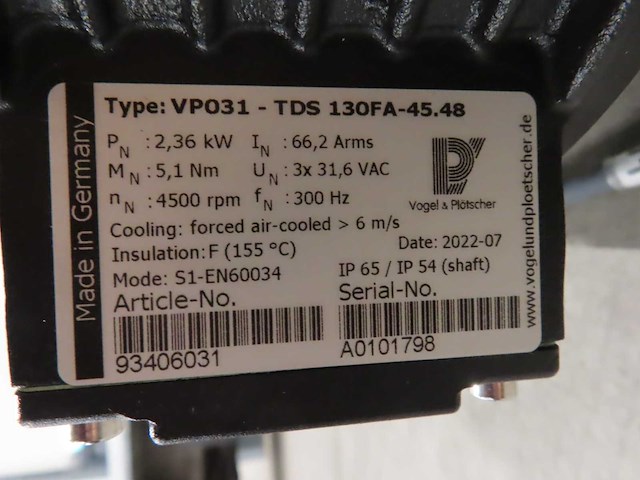 Made in Germany
Type: VP031 - TDS 130FA-45.48
PN : 2,36 kW IN : 66,2 Arms
MN : 5,1 Nm UN : 3x 31,6 VAC
nN : 4500 rpm fN : 300 Hz
Vogel & Plötscher
Cooling: forced air-cooled > 6 m/s
Insulation: F (155 °C) Date: 2022-07
Mode: S1-EN60034 IP 65 / IP 54 (shaft)
Article-No. Serial-No.
93406031 A0101798
www.vogelundploetscher.de